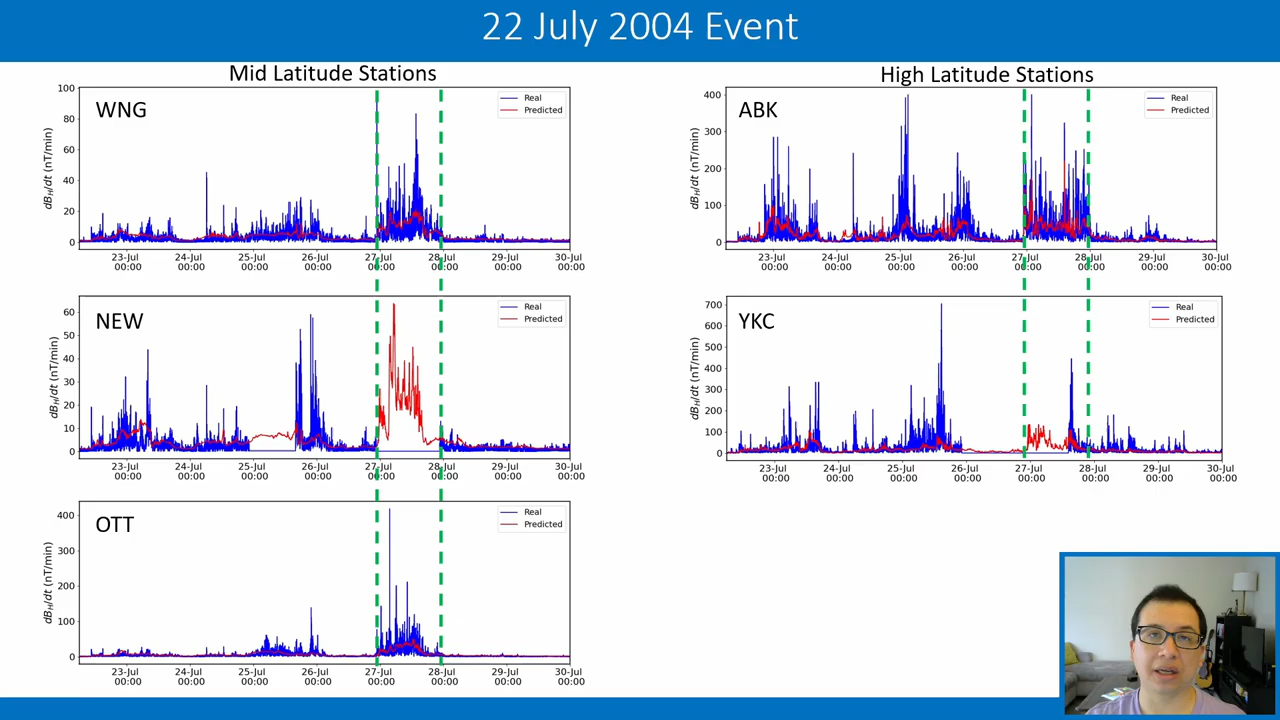 22 July 2004 Event
Mid Latitude Stations
WNG
Real
Predicted
dB_H/dt (nT/min)
100
80
60
40
20
0
23-Jul 24-Jul 25-Jul 26-Jul 27-Jul 28-Jul 29-Jul 30-Jul
00:00 00:00 00:00 00:00 00:00 00:00 00:00 00:00
NEW
Real
Predicted
dB_H/dt (nT/min)
60
50
40
30
20
10
0
23-Jul 24-Jul 25-Jul 26-Jul 27-Jul 28-Jul 29-Jul 30-Jul
00:00 00:00 00:00 00:00 00:00 00:00 00:00 00:00
OTT
Real
Predicted
dB_H/dt (nT/min)
400
300
200
100
0
23-Jul 24-Jul 25-Jul 26-Jul 27-Jul 28-Jul 29-Jul 30-Jul
00:00 00:00 00:00 00:00 00:00 00:00 00:00 00:00
High Latitude Stations
ABK
Real
Predicted
dB_H/dt (nT/min)
400
300
200
100
0
23-Jul 24-Jul 25-Jul 26-Jul 27-Jul 28-Jul 29-Jul 30-Jul
00:00 00:00 00:00 00:00 00:00 00:00 00:00 00:00
YKC
Real
Predicted
dB_H/dt (nT/min)
700
600
500
400
300
200
100
0
23-Jul 24-Jul 25-Jul 26-Jul 27-Jul 28-Jul 29-Jul 30-Jul
00:00 00:00 00:00 00:00 00:00 00:00 00:00 00:00